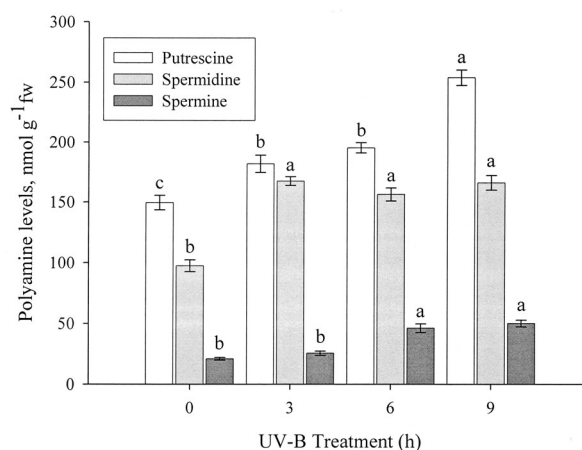 300
250
200
150
100
50
0
Polyamine levels, nmol g⁻¹fw
Putrescine
Spermidine
Spermine
c
b
b
b
a
b
b
a
a
a
a
a
0 3 6 9
UV-B Treatment (h)